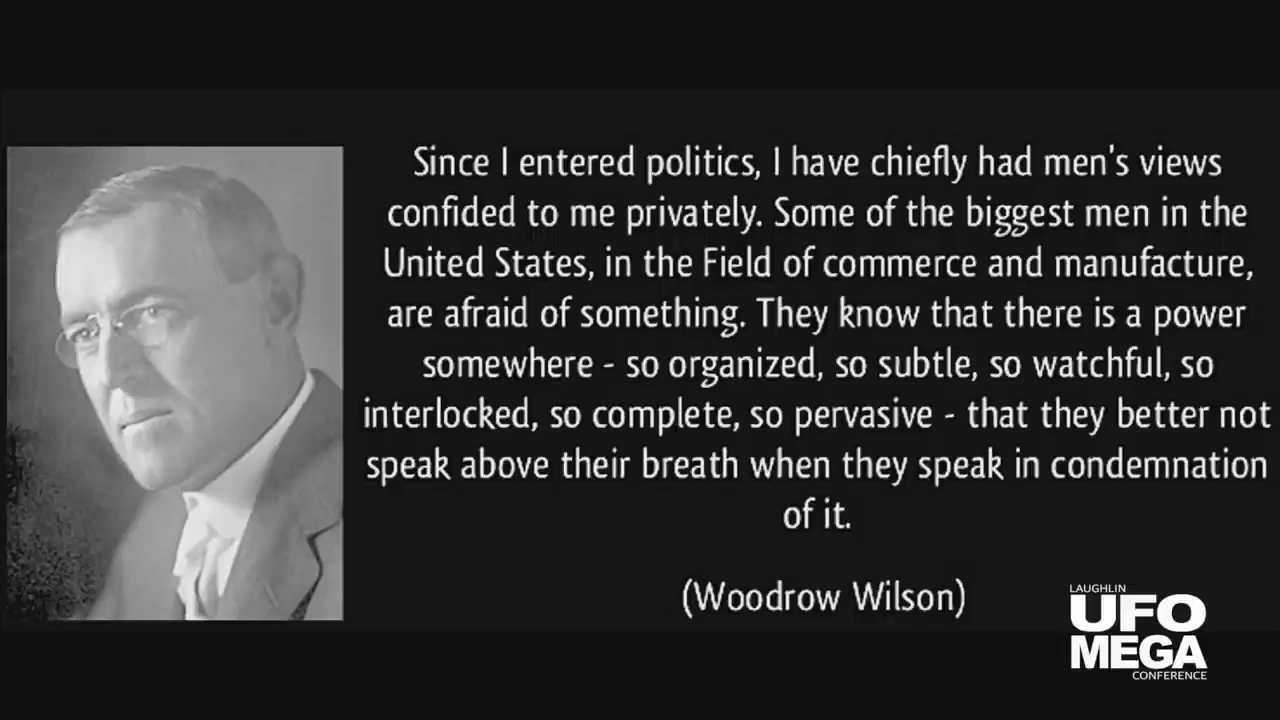 Since I entered politics, I have chiefly had men's views
confided to me privately. Some of the biggest men in the
United States, in the Field of commerce and manufacture,
are afraid of something. They know that there is a power
somewhere - so organized, so subtle, so watchful, so
interlocked, so complete, so pervasive - that they better not
speak above their breath when they speak in condemnation
of it.
(Woodrow Wilson)
LAUGHLIN
UFO
MEGA
CONFERENCE